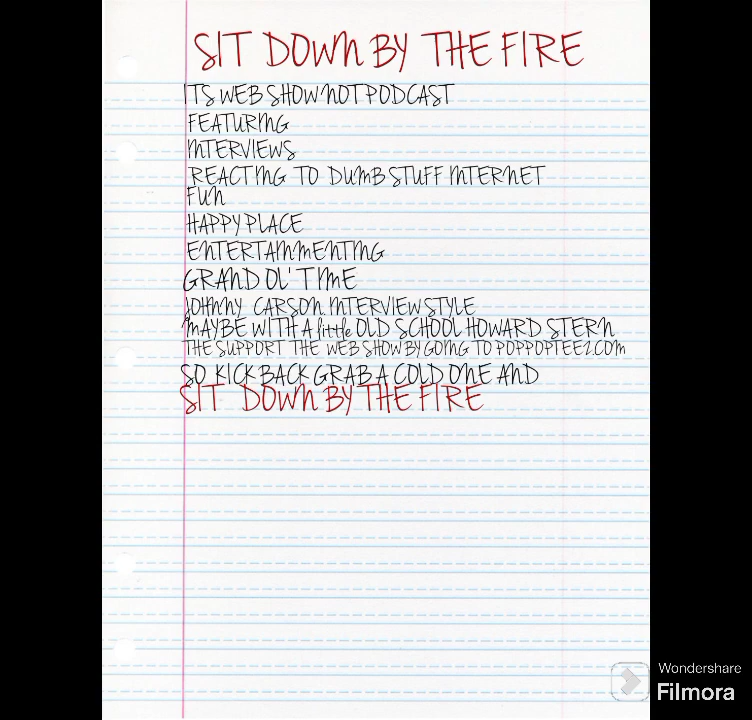 SIT DOWN BY THE FIRE
ITS WEB SHOW NOT PODCAST
FEATURING
INTERVIEWS
REACTING TO DUMB STUFF INTERNET
FUN
HAPPY PLACE
ENTERTAINMENTING
GRAND OL' TIME
JOHNNY CARSON INTERVIEW STYLE
MAYBE WITH A little OLD SCHOOL HOWARD STERN
THE SUPPORT THE WEB SHOW BY GOING TO POPPOPTEEZ.COM
SO KICK BACK GRAB A COLD ONE AND
SIT DOWN BY THE FIRE
Wondershare
Filmora